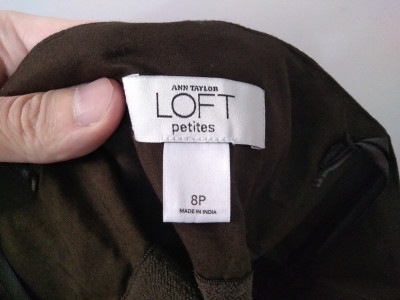 ANN TAYLOR
LOFT
petites
8P
MADE IN INDIA